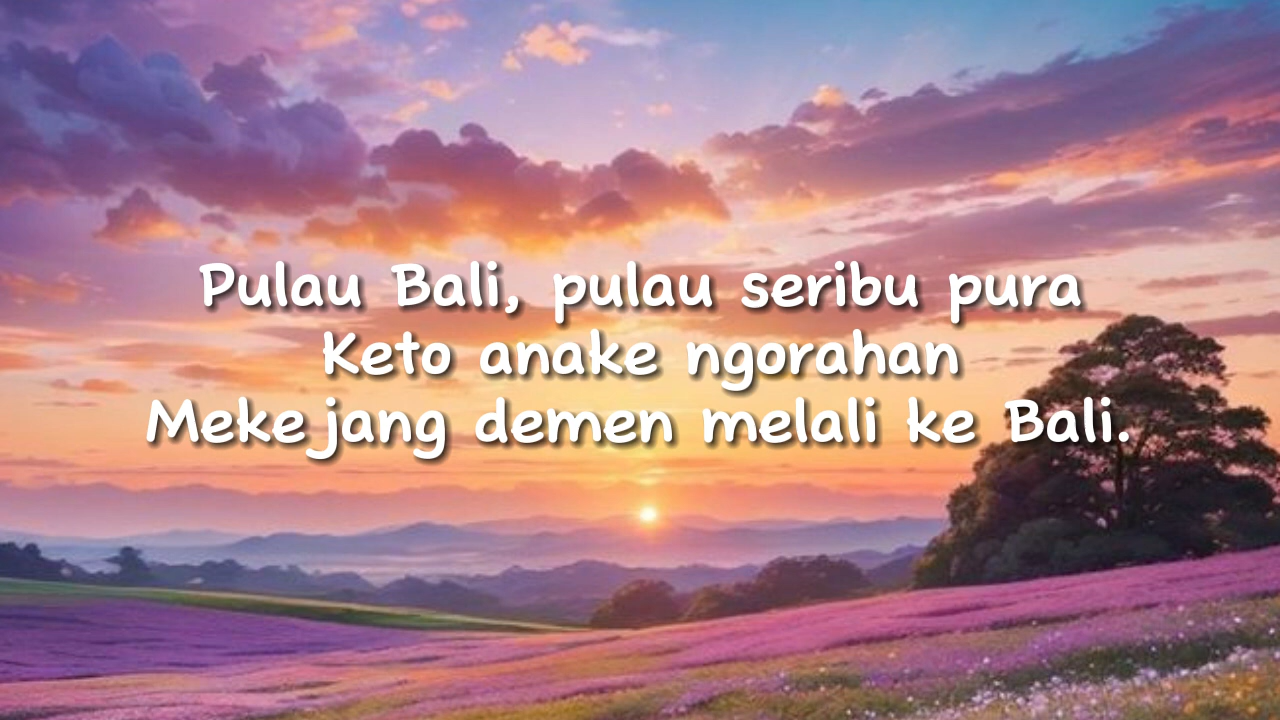 Pulau Bali, pulau seribu pura
Keto anake ngorahan
Mekejang demen melali ke Bali.